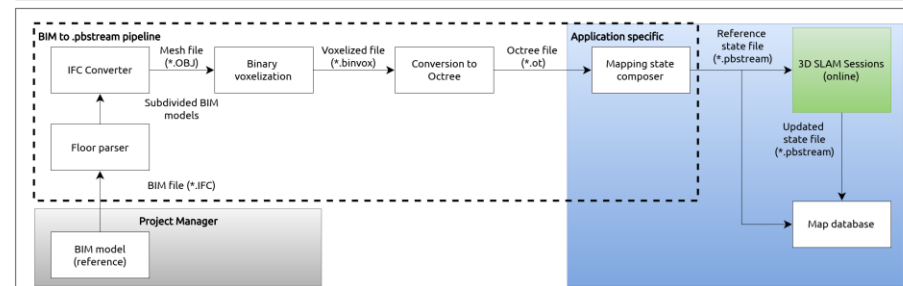 BIM to .pbstream pipeline
IFC Converter
Mesh file
(*.OBJ)
Binary
voxelization
Voxelized file
(*.binvox)
Conversion to
Octree
Octree file
(*.ot)
Application specific
Mapping state
composer
Reference
state file
(*.pbstream)
3D SLAM Sessions
(online)
Subdivided BIM
models
Floor parser
Updated
state file
(*.pbstream)
BIM file (*.IFC)
Project Manager
BIM model
(reference)
Map database